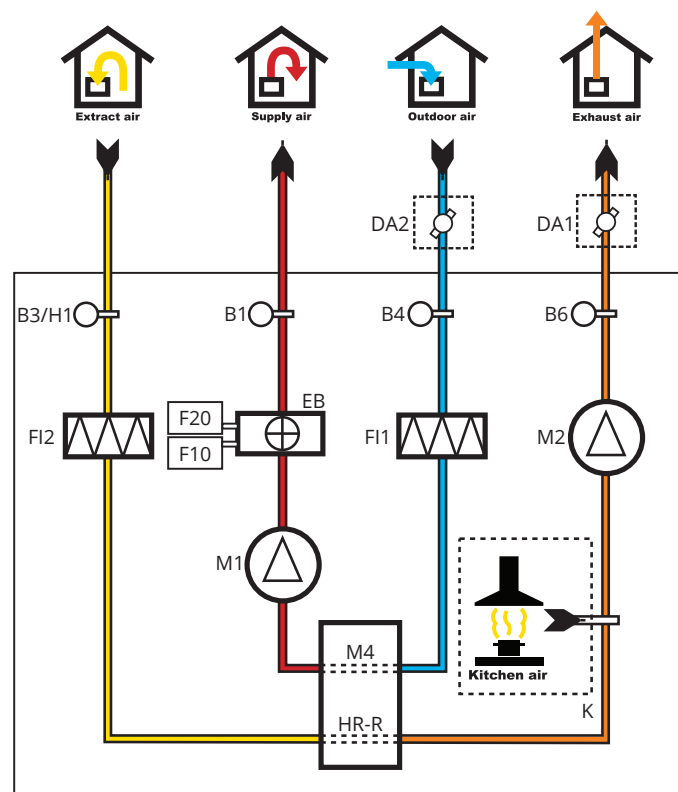 Extract air
Supply air
Outdoor air
Exhaust air
DA2
DA1
B3/H1
B1
B4
B6
EB
F20
FI2
F10
FI1
M2
M1
M4
Kitchen air
K
HR-R